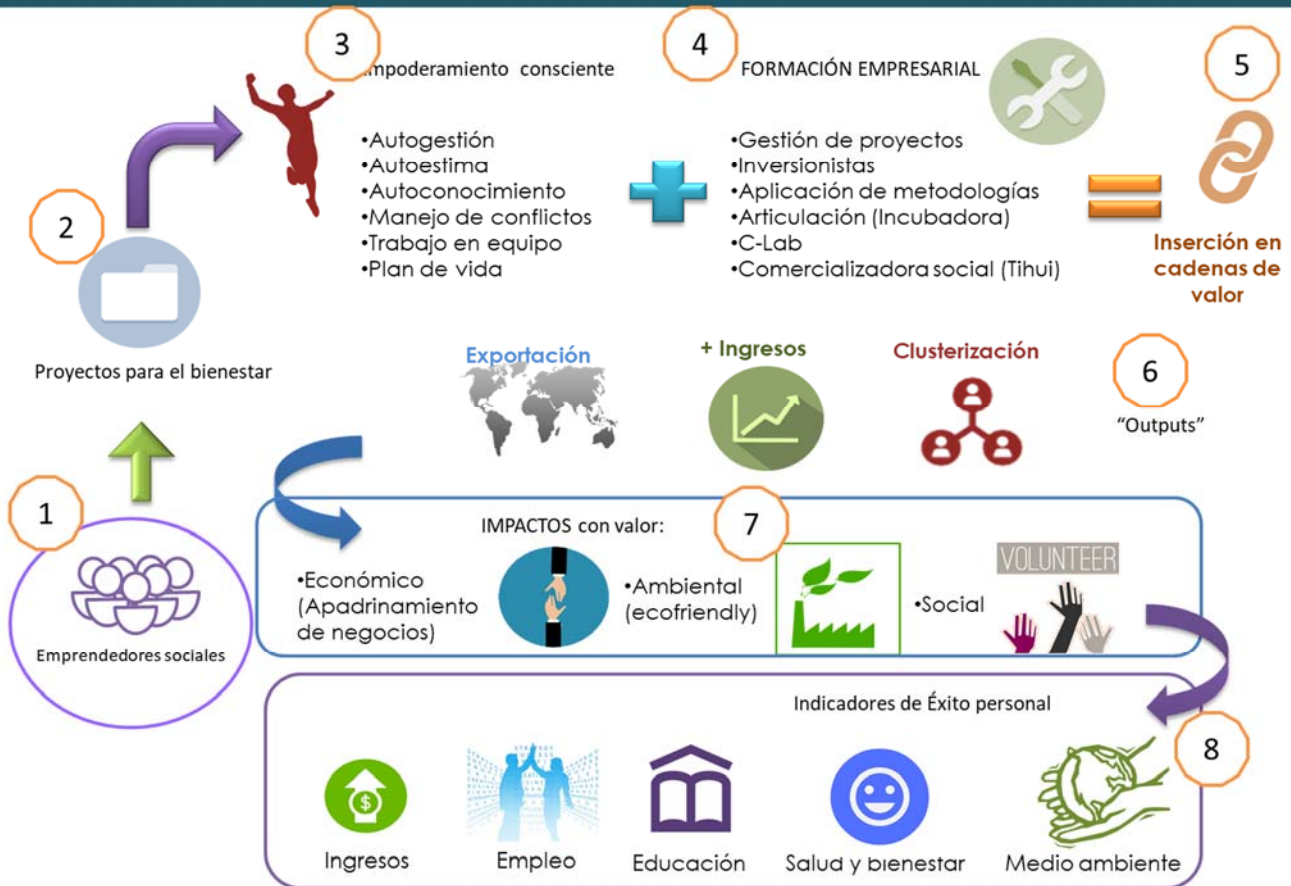 1
Emprendedores sociales
2
Proyectos para el bienestar
3
mpoderamiento consciente
•Autogestión
•Autoestima
•Autoconocimiento
•Manejo de conflictos
•Trabajo en equipo
•Plan de vida
4
FORMACIÓN EMPRESARIAL
•Gestión de proyectos
•Inversionistas
•Aplicación de metodologías
•Articulación (Incubadora)
•C-Lab
•Comercializadora social (Tihui)
5
Inserción en
cadenas de
valor
6
"Outputs"
Exportación
+ Ingresos
Clusterización
7
IMPACTOS con valor:
•Económico
(Apadrinamiento
de negocios)
•Ambiental
(ecofriendly)
•Social
VOLUNTEER
8
Indicadores de Éxito personal
$
Ingresos
Empleo
Educación
Salud y bienestar
Medio ambiente